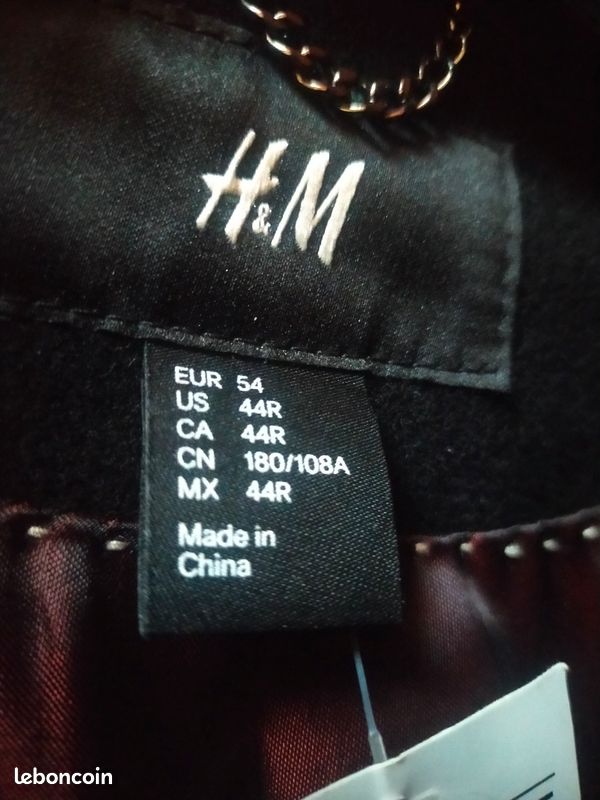 H&M
EUR 54
US 44R
CA 44R
CN 180/108A
MX 44R
Made in
China
leboncoin